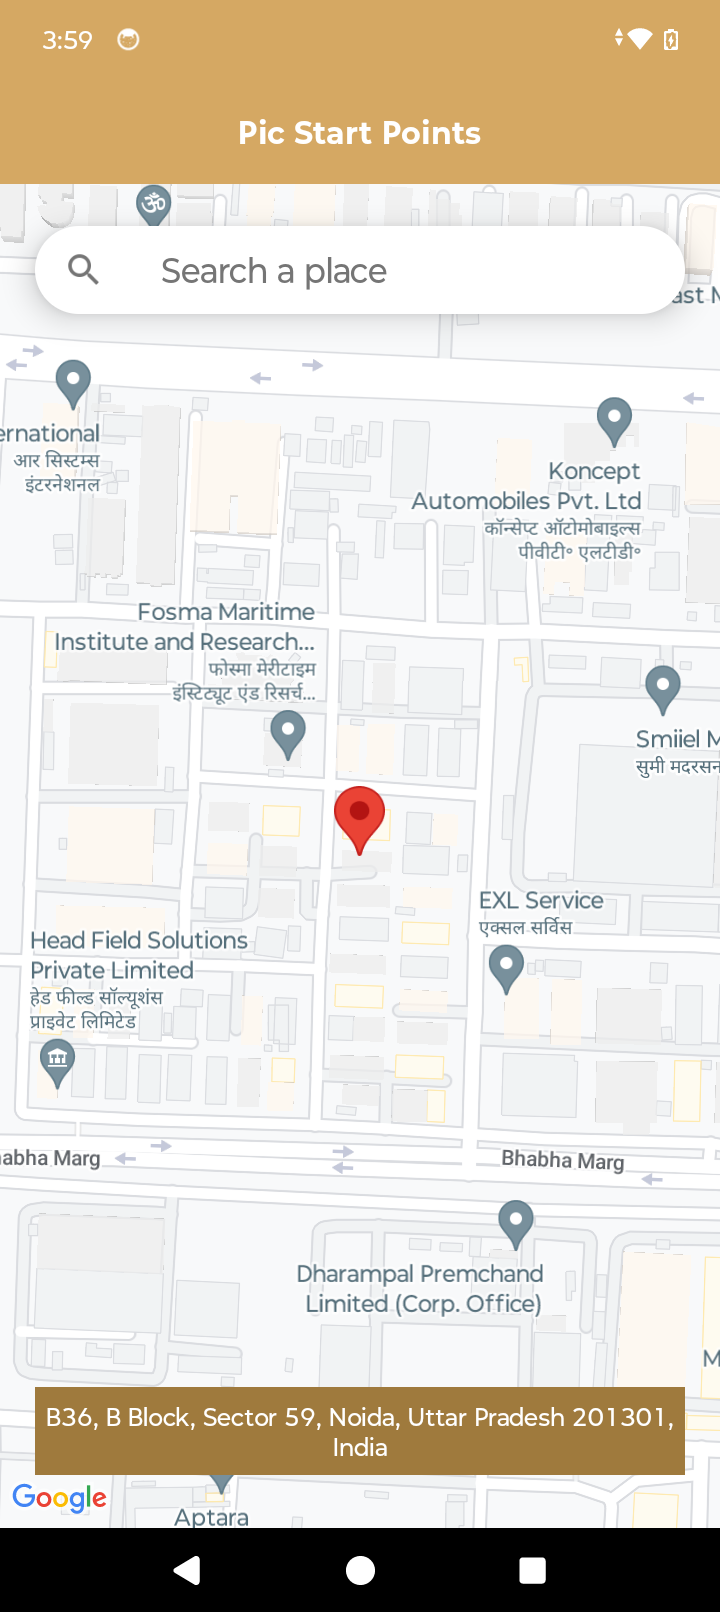 3:59
Pic Start Points
Search a place
ast M
ernational
आर सिस्टम्स
इंटरनेशनल
Koncept
Automobiles Pvt. Ltd
कॉन्सेप्ट ऑटोमोबाइल्स
पीवीटी॰ एलटीडी॰
Fosma Maritime
Institute and Research...
फोस्मा मेरीटाइम
इंस्टिट्यूट एंड रिसर्च...
Smiiel M
सुमी मदरसन
EXL Service
एक्सल सर्विस
Head Field Solutions
Private Limited
हेड फील्ड सॉल्यूशंस
प्राइवेट लिमिटेड
abha Marg
Bhabha Marg
Dharampal Premchand
Limited (Corp. Office)
M
B36, B Block, Sector 59, Noida, Uttar Pradesh 201301,
India
Google
Aptara